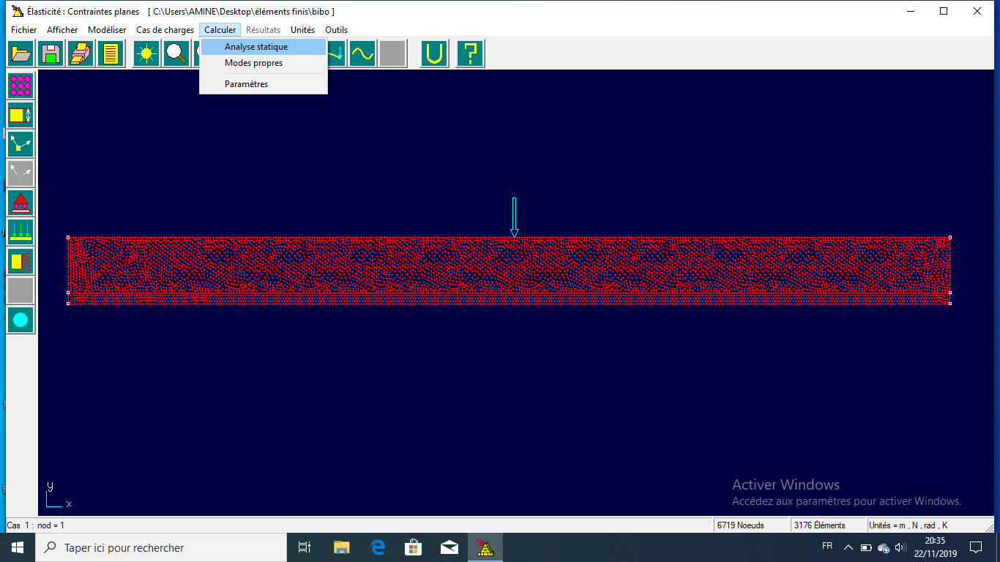 Élasticité : Contraintes planes [ C:\Users\AMINE\Desktop\éléments finis\bibo ]
Fichier Afficher Modéliser Cas de charges Calculer Résultats Unités Outils
Analyse statique
Modes propres
Paramètres
y
x
Activer Windows
Accédez aux paramètres pour activer Windows.
Cas 1 : nod = 1 6719 Noeuds 3176 Éléments Unités = m , N , rad , K
Taper ici pour rechercher
FR
20:35
22/11/2019